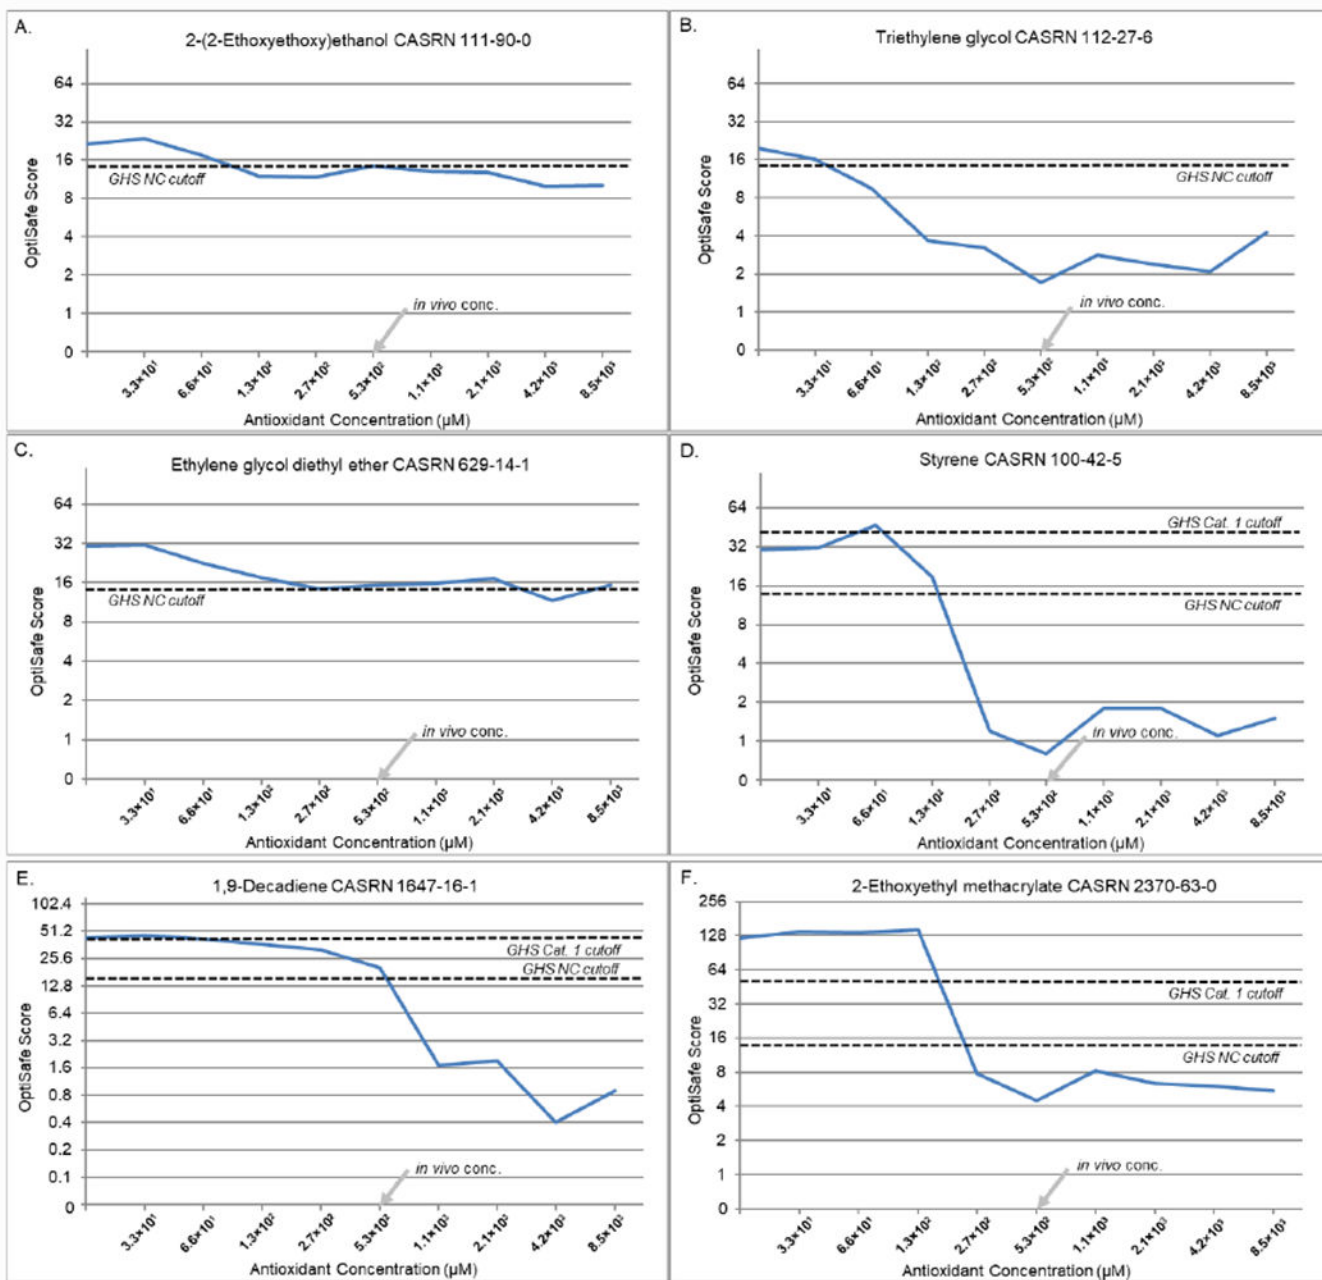 A.
2-(2-Ethoxyethoxy)ethanol CASRN 111-90-0
OptiSafe Score
64
32
16
8
4
2
1
0
GHS NC cutoff
in vivo conc.
3.3×10¹ 6.6×10¹ 1.3×10² 2.7×10² 5.3×10² 1.1×10³ 2.1×10³ 4.2×10³ 8.5×10³
Antioxidant Concentration (µM)
B.
Triethylene glycol CASRN 112-27-6
OptiSafe Score
64
32
16
8
4
2
1
0
GHS NC cutoff
in vivo conc.
3.3×10¹ 6.6×10¹ 1.3×10² 2.7×10² 5.3×10² 1.1×10³ 2.1×10³ 4.2×10³ 8.5×10³
Antioxidant Concentration (µM)
C.
Ethylene glycol diethyl ether CASRN 629-14-1
OptiSafe Score
64
32
16
8
4
2
1
0
GHS NC cutoff
in vivo conc.
3.3×10¹ 6.6×10¹ 1.3×10² 2.7×10² 5.3×10² 1.1×10³ 2.1×10³ 4.2×10³ 8.5×10³
Antioxidant Concentration (µM)
D.
Styrene CASRN 100-42-5
OptiSafe Score
64
32
16
8
4
2
1
0
GHS Cat. 1 cutoff
GHS NC cutoff
in vivo conc.
3.3×10¹ 6.6×10¹ 1.3×10² 2.7×10² 5.3×10² 1.1×10³ 2.1×10³ 4.2×10³ 8.5×10³
Antioxidant Concentration (µM)
E.
1,9-Decadiene CASRN 1647-16-1
OptiSafe Score
102.4
51.2
25.6
12.8
6.4
3.2
1.6
0.8
0.4
0.2
0.1
0
GHS Cat. 1 cutoff
GHS NC cutoff
in vivo conc.
3.3×10¹ 6.6×10¹ 1.3×10² 2.7×10² 5.3×10² 1.1×10³ 2.1×10³ 4.2×10³ 8.5×10³
Antioxidant Concentration (µM)
F.
2-Ethoxyethyl methacrylate CASRN 2370-63-0
OptiSafe Score
256
128
64
32
16
8
4
2
1
0
GHS Cat. 1 cutoff
GHS NC cutoff
in vivo conc.
3.3×10¹ 6.6×10¹ 1.3×10² 2.7×10² 5.3×10² 1.1×10³ 2.1×10³ 4.2×10³ 8.5×10³
Antioxidant Concentration (µM)